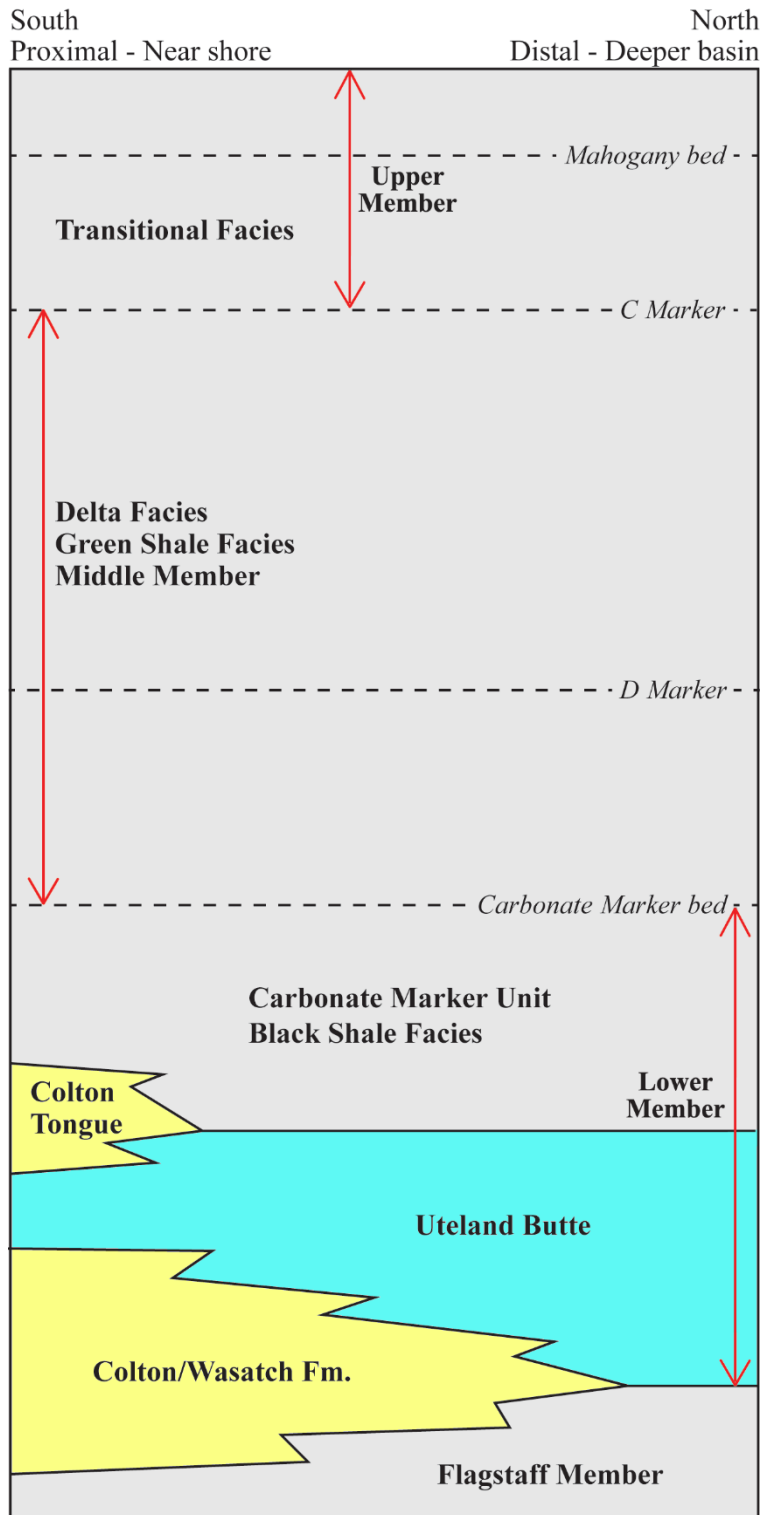 South
North
Proximal - Near shore
Distal - Deeper basin
Mahogany bed
Upper
Member
Transitional Facies
C Marker
Delta Facies
Green Shale Facies
Middle Member
D Marker
Carbonate Marker bed
Carbonate Marker Unit
Black Shale Facies
Colton
Tongue
Lower
Member
Uteland Butte
Colton/Wasatch Fm.
Flagstaff Member